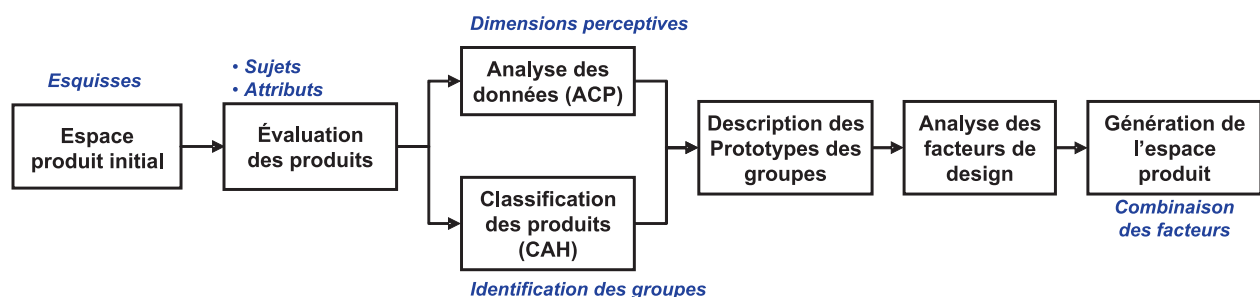 Esquisses
Espace
produit initial
• Sujets
• Attributs
Évaluation
des produits
Dimensions perceptives
Analyse des
données (ACP)
Classification
des produits
(CAH)
Identification des groupes
Description des
Prototypes des
groupes
Analyse des
facteurs de
design
Génération de
l'espace
produit
Combinaison
des facteurs